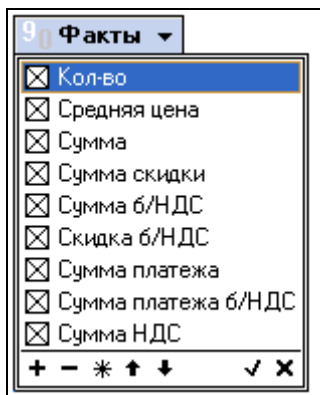 90 Факты
Кол-во
Средняя цена
Сумма
Сумма скидки
Сумма б/НДС
Скидка б/НДС
Сумма платежа
Сумма платежа б/НДС
Сумма НДС